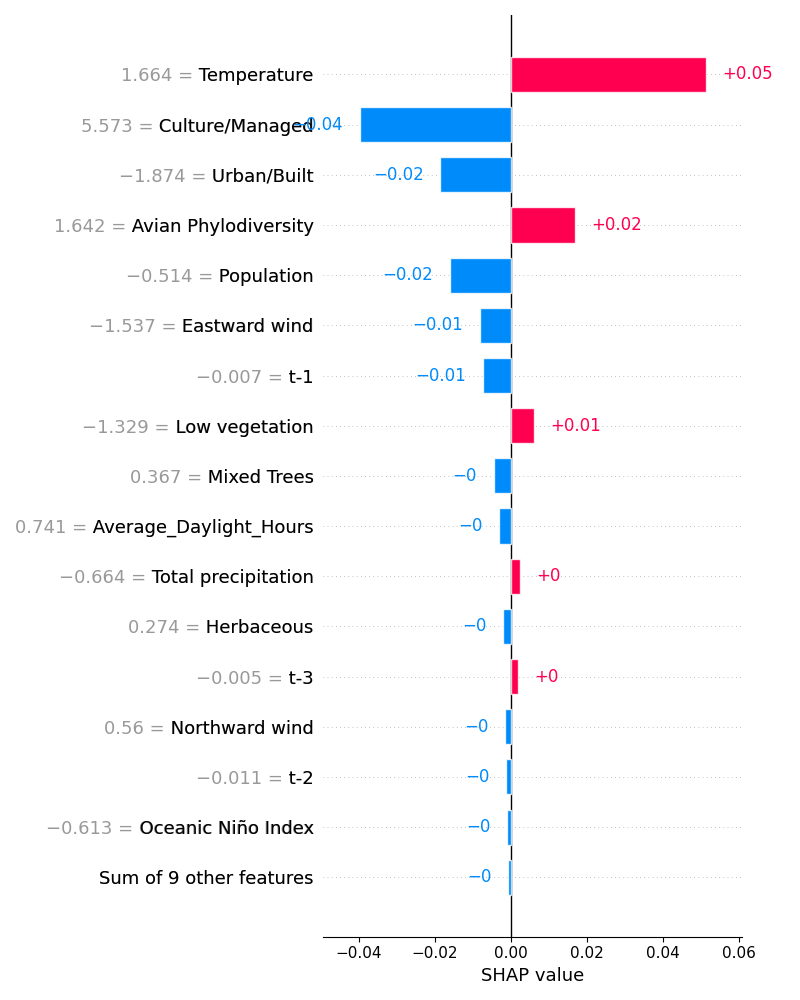 1.664 = Temperature +0.05
5.573 = Culture/Managed −0.04
−1.874 = Urban/Built −0.02
1.642 = Avian Phylodiversity +0.02
−0.514 = Population −0.02
−1.537 = Eastward wind −0.01
−0.007 = t-1 −0.01
−1.329 = Low vegetation +0.01
0.367 = Mixed Trees −0
0.741 = Average_Daylight_Hours −0
−0.664 = Total precipitation +0
0.274 = Herbaceous −0
−0.005 = t-3 +0
0.56 = Northward wind −0
−0.011 = t-2 −0
−0.613 = Oceanic Niño Index −0
Sum of 9 other features −0
−0.04 −0.02 0.00 0.02 0.04 0.06
SHAP value